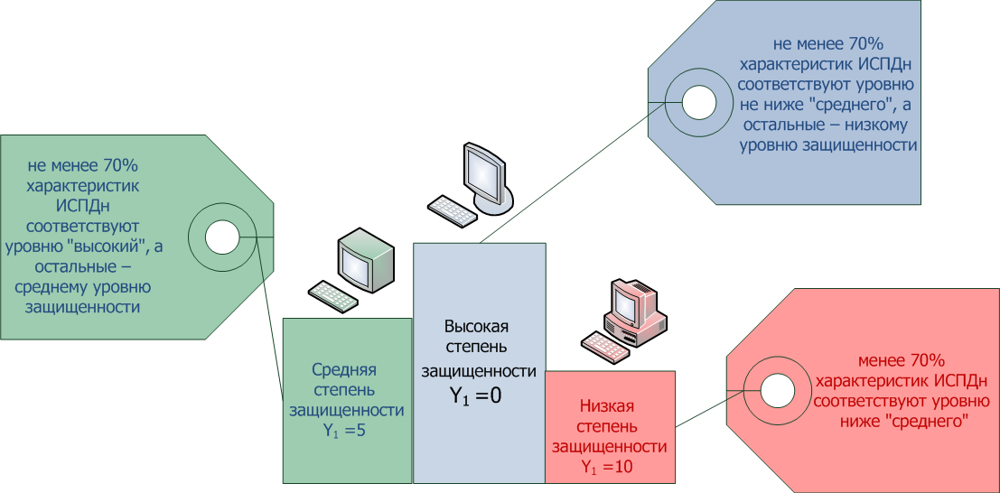 не менее 70%
характеристик ИСПДн
соответствуют уровню
не ниже "среднего", а
остальные – низкому
уровню защищенности
не менее 70%
характеристик
ИСПДн
соответствуют
уровню "высокий", а
остальные –
среднему уровню
защищенности
Средняя
степень
защищенности
Y1 =5
Высокая
степень
защищенности
Y1 =0
Низкая
степень
защищенности
Y1 =10
менее 70%
характеристик ИСПДн
соответствуют уровню
ниже "среднего"